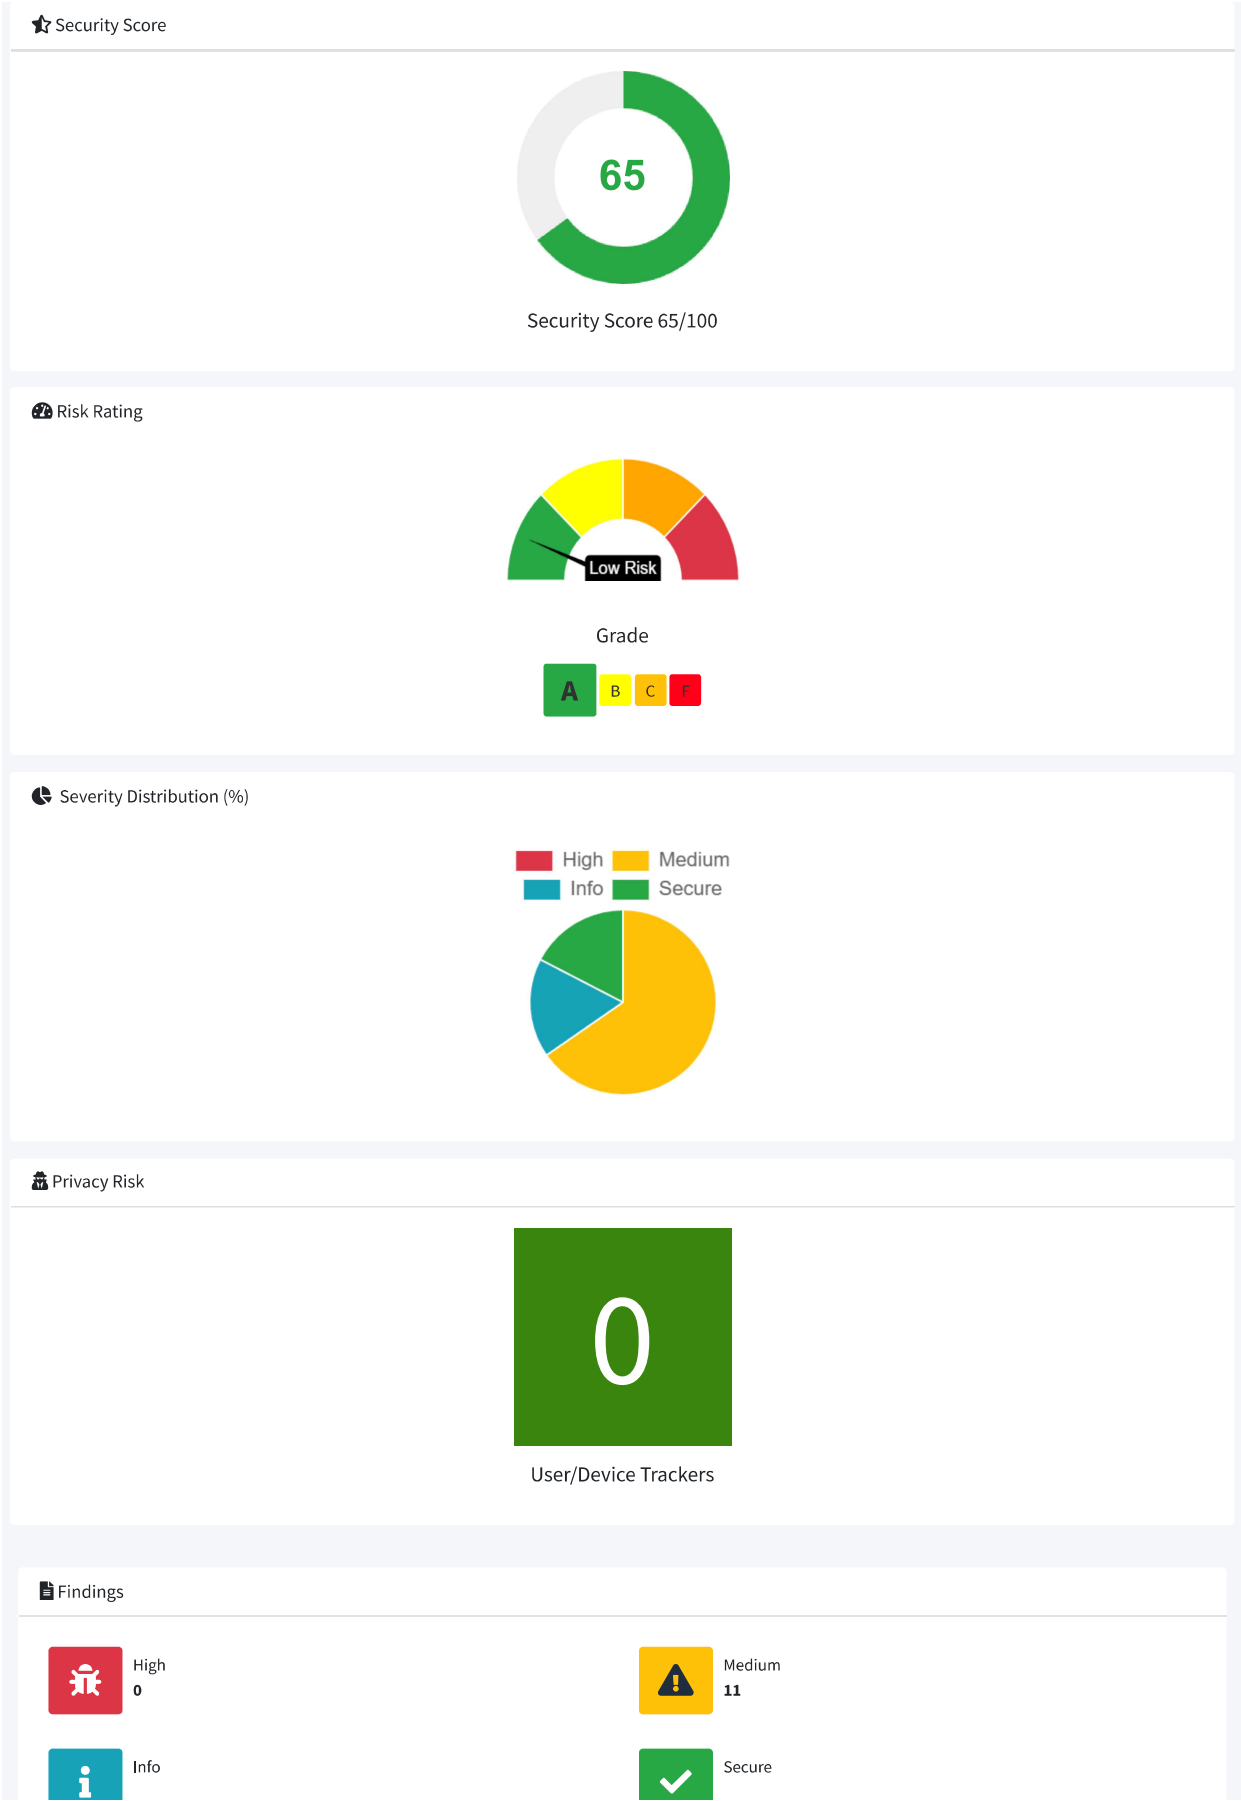 Security Score
65
Security Score 65/100
Risk Rating
Low Risk
Grade
A B C F
Severity Distribution (%)
High Medium
Info Secure
Privacy Risk
0
User/Device Trackers
Findings
High Medium
0 11
Info Secure